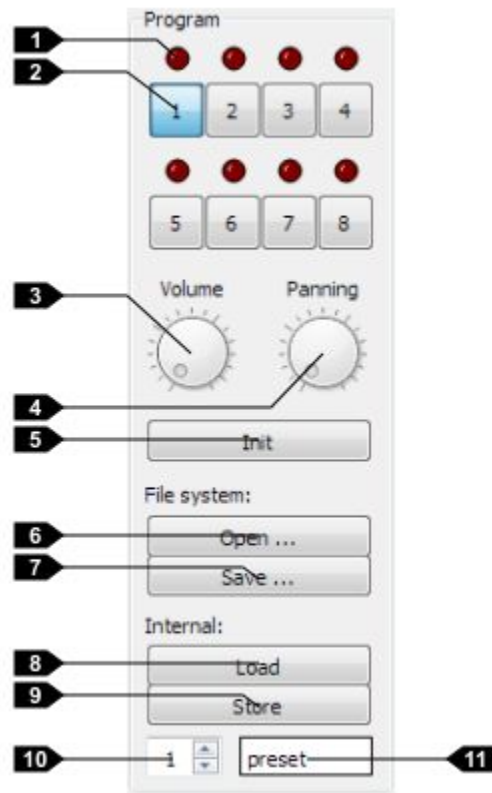 Program
1
2
1 2 3 4
5 6 7 8
Volume Panning
3
4
5 Init
File system:
6 Open ...
7 Save ...
Internal:
8 Load
9 Store
10 1 preset 11